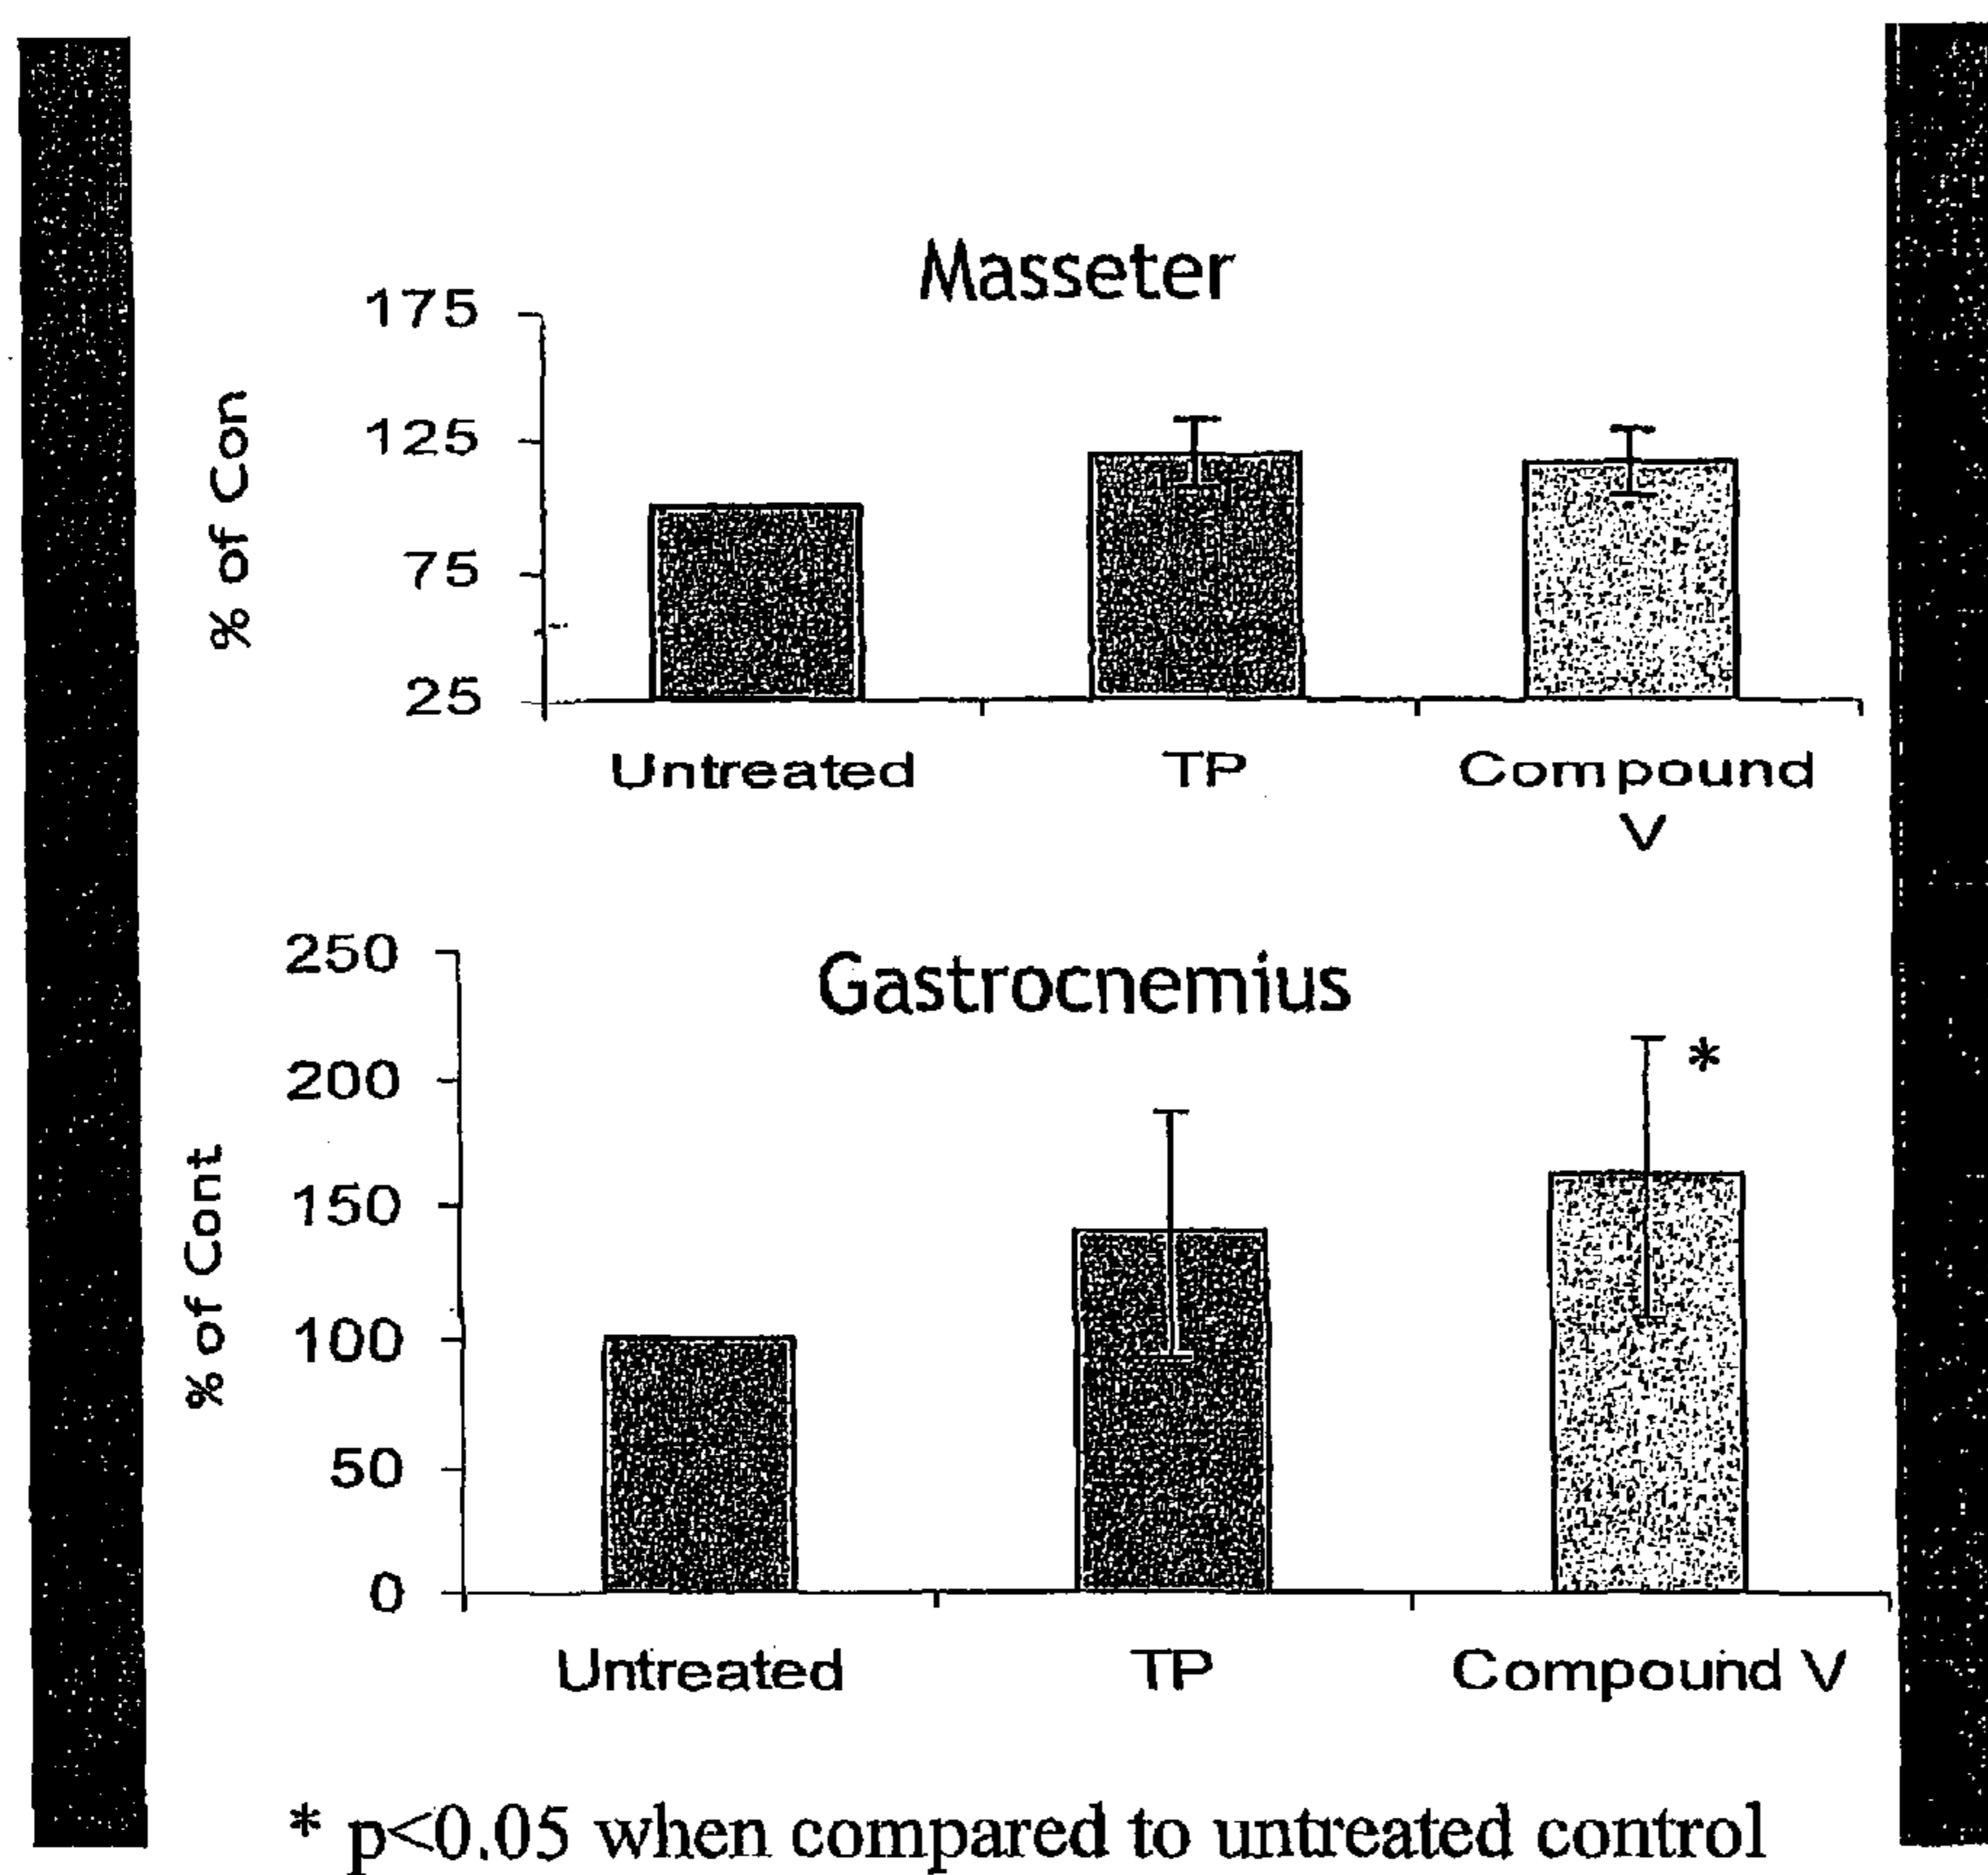 Masseter
175
125
75
25
% of Con
Untreated TP Compound
V
Gastrocnemius
250
200
150
100
50
0
% of Cont
*
Untreated TP Compound V
* p<0.05 when compared to untreated control